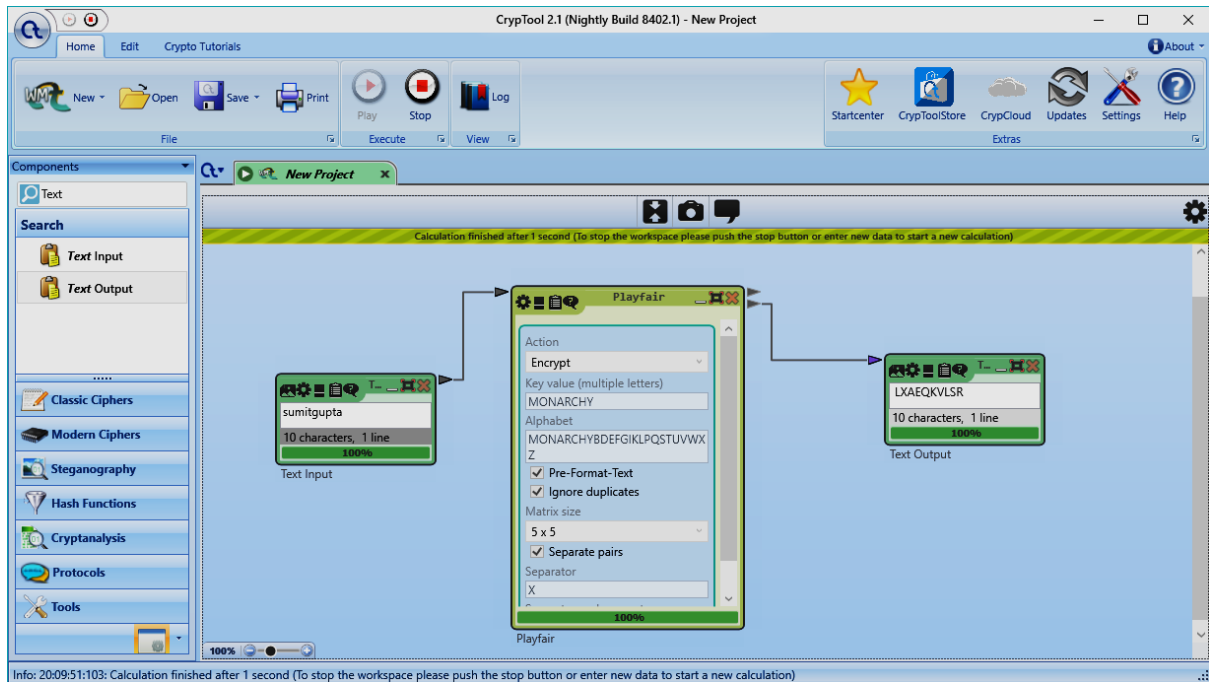 CrypTool 2.1 (Nightly Build 8402.1) - New Project
Home Edit Crypto Tutorials
About
New Open Save Print
Play Stop
Log
Startcenter CrypToolStore CrypCloud Updates Settings Help
File Execute View Extras
Components
Text
Search
Text Input
Text Output
Classic Ciphers
Modern Ciphers
Steganography
Hash Functions
Cryptanalysis
Protocols
Tools
New Project
Calculation finished after 1 second (To stop the workspace please push the stop button or enter new data to start a new calculation)
T...
sumitgupta
10 characters, 1 line
100%
Text Input
Playfair
Action
Encrypt
Key value (multiple letters)
MONARCHY
Alphabet
MONARCHYBDEFGIKLPQSTUVWX
Z
Pre-Format-Text
Ignore duplicates
Matrix size
5 x 5
Separate pairs
Separator
X
100%
Playfair
T...
LXAEQKVLSR
10 characters, 1 line
100%
Text Output
100%
Info: 20:09:51:103: Calculation finished after 1 second (To stop the workspace please push the stop button or enter new data to start a new calculation)